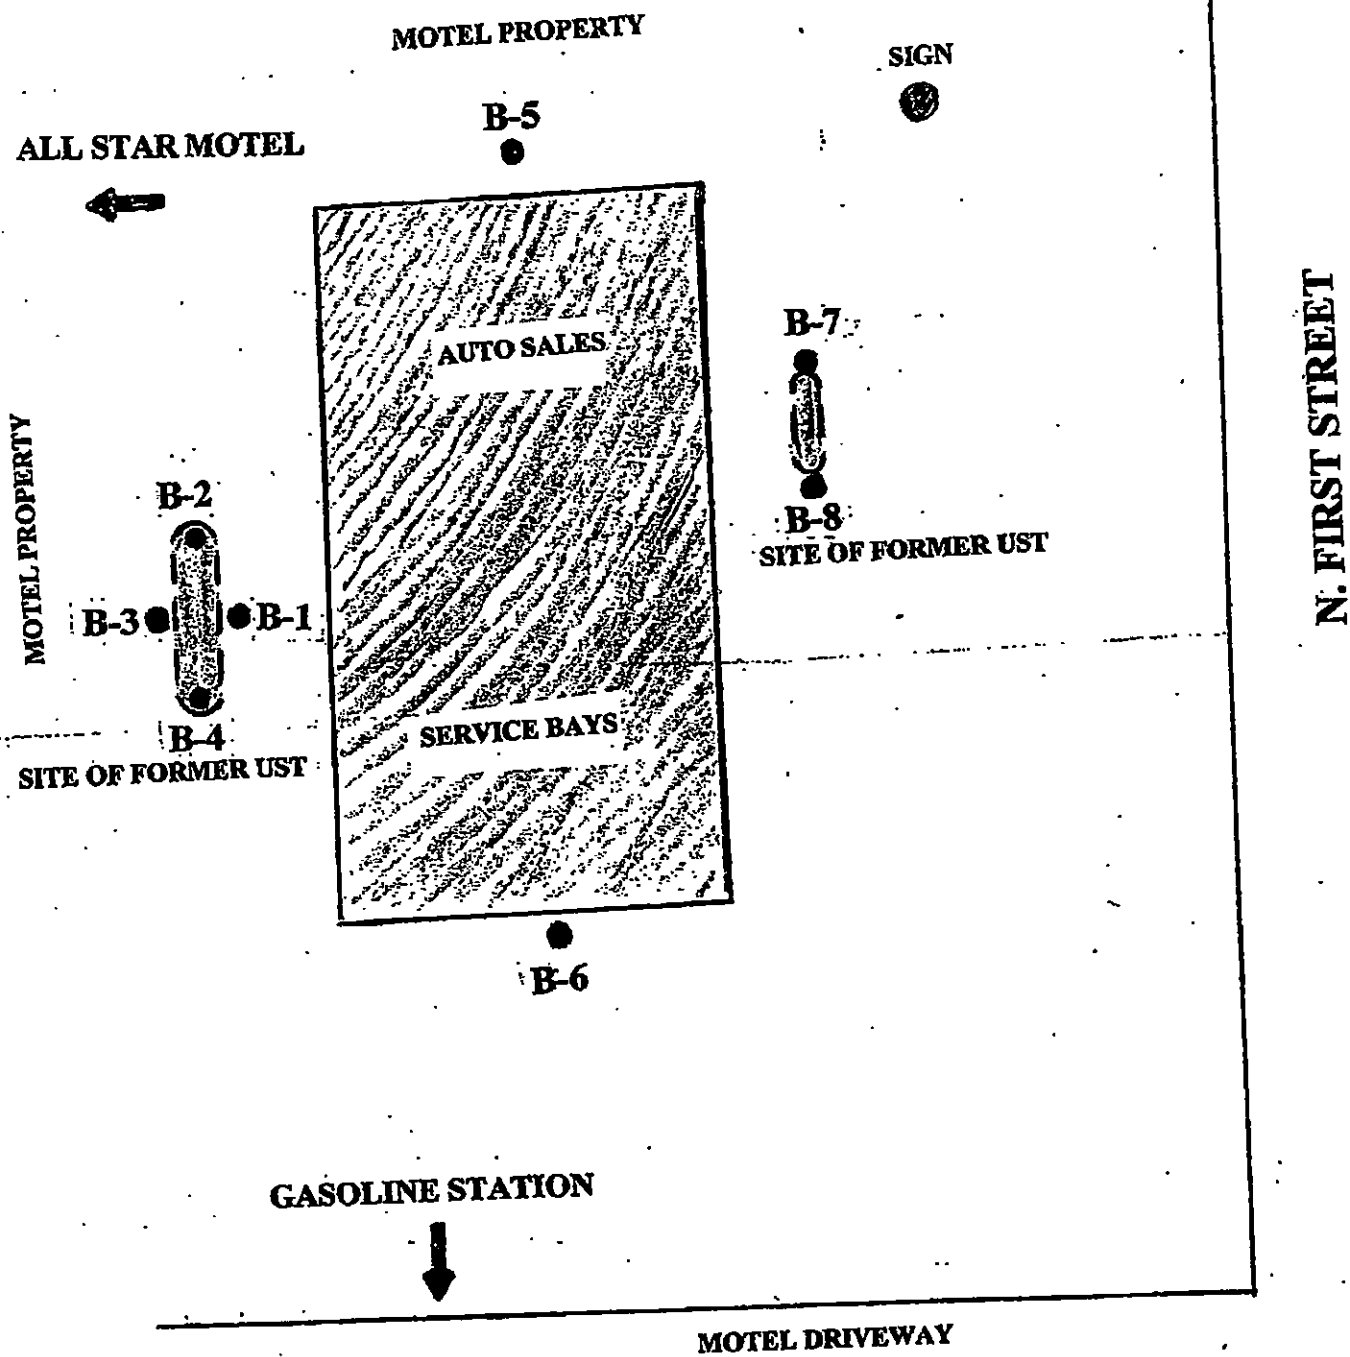 MOTEL PROPERTY
SIGN
B-5
ALL STAR MOTEL
B-7
AUTO SALES
N. FIRST STREET
MOTEL PROPERTY
B-2
B-8
SITE OF FORMER UST
B-3
B-1
SERVICE BAYS
B-4
SITE OF FORMER UST
B-6
GASOLINE STATION
MOTEL DRIVEWAY